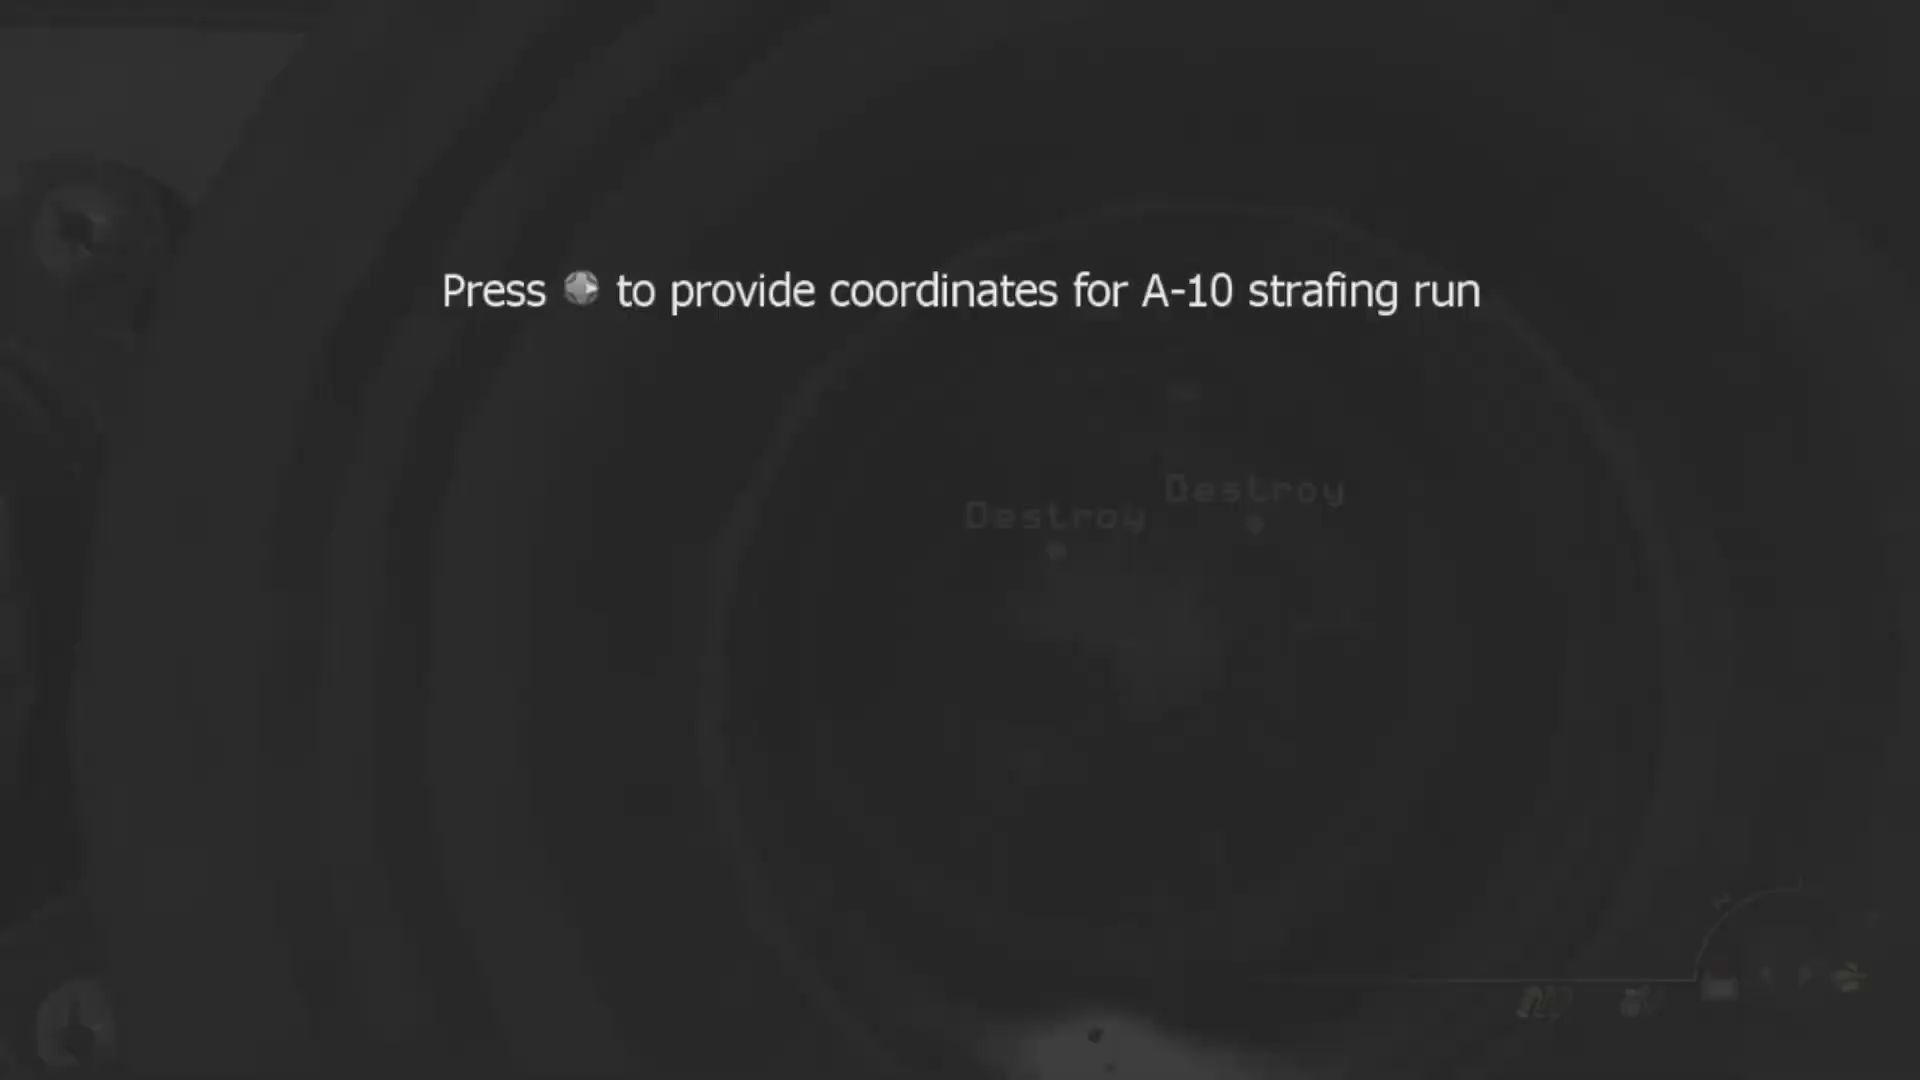 Press to provide coordinates for A-10 strafing run
Destroy
Destroy